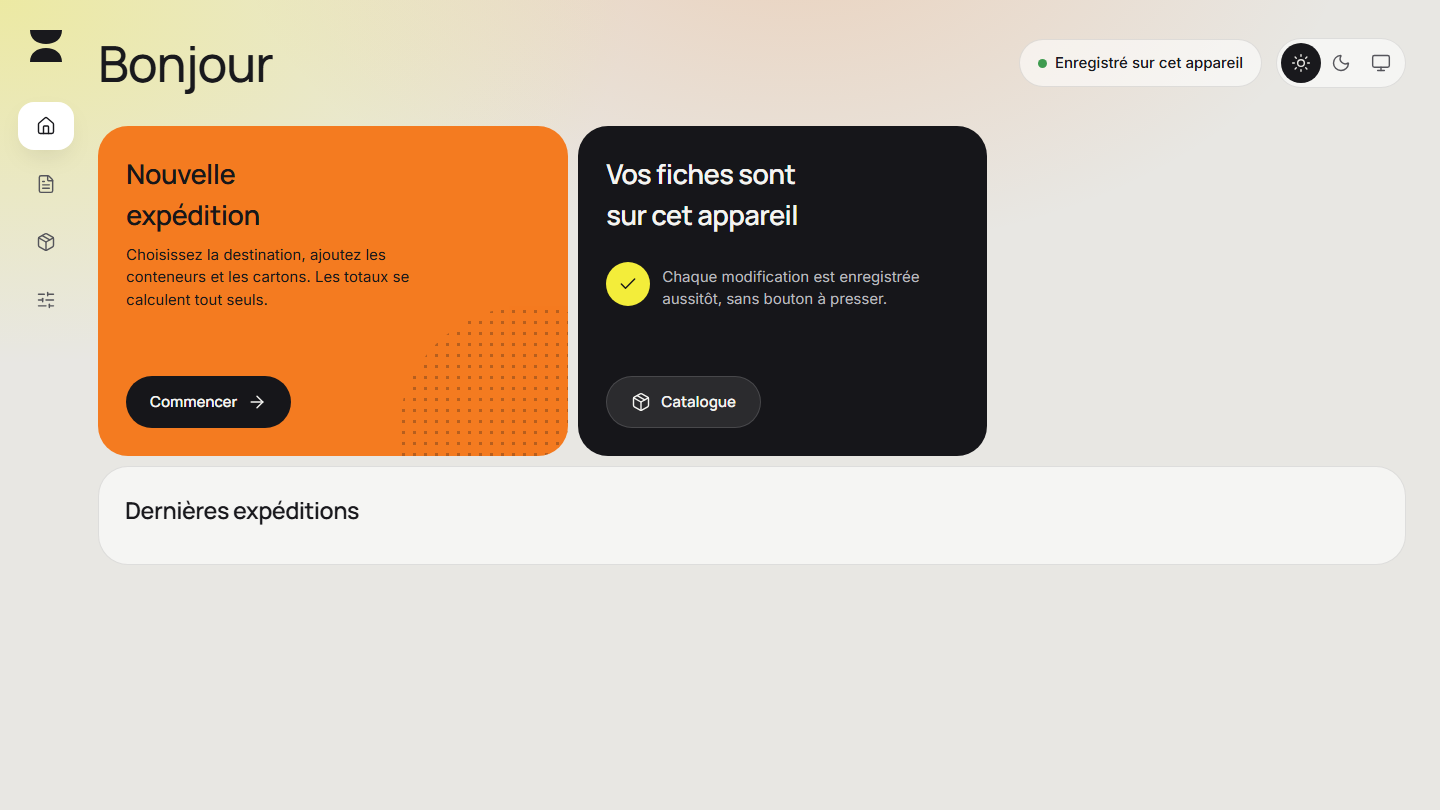 Bonjour
Enregistré sur cet appareil
Nouvelle
expédition
Choisissez la destination, ajoutez les
conteneurs et les cartons. Les totaux se
calculent tout seuls.
Commencer
Vos fiches sont
sur cet appareil
Chaque modification est enregistrée
aussitôt, sans bouton à presser.
Catalogue
Dernières expéditions